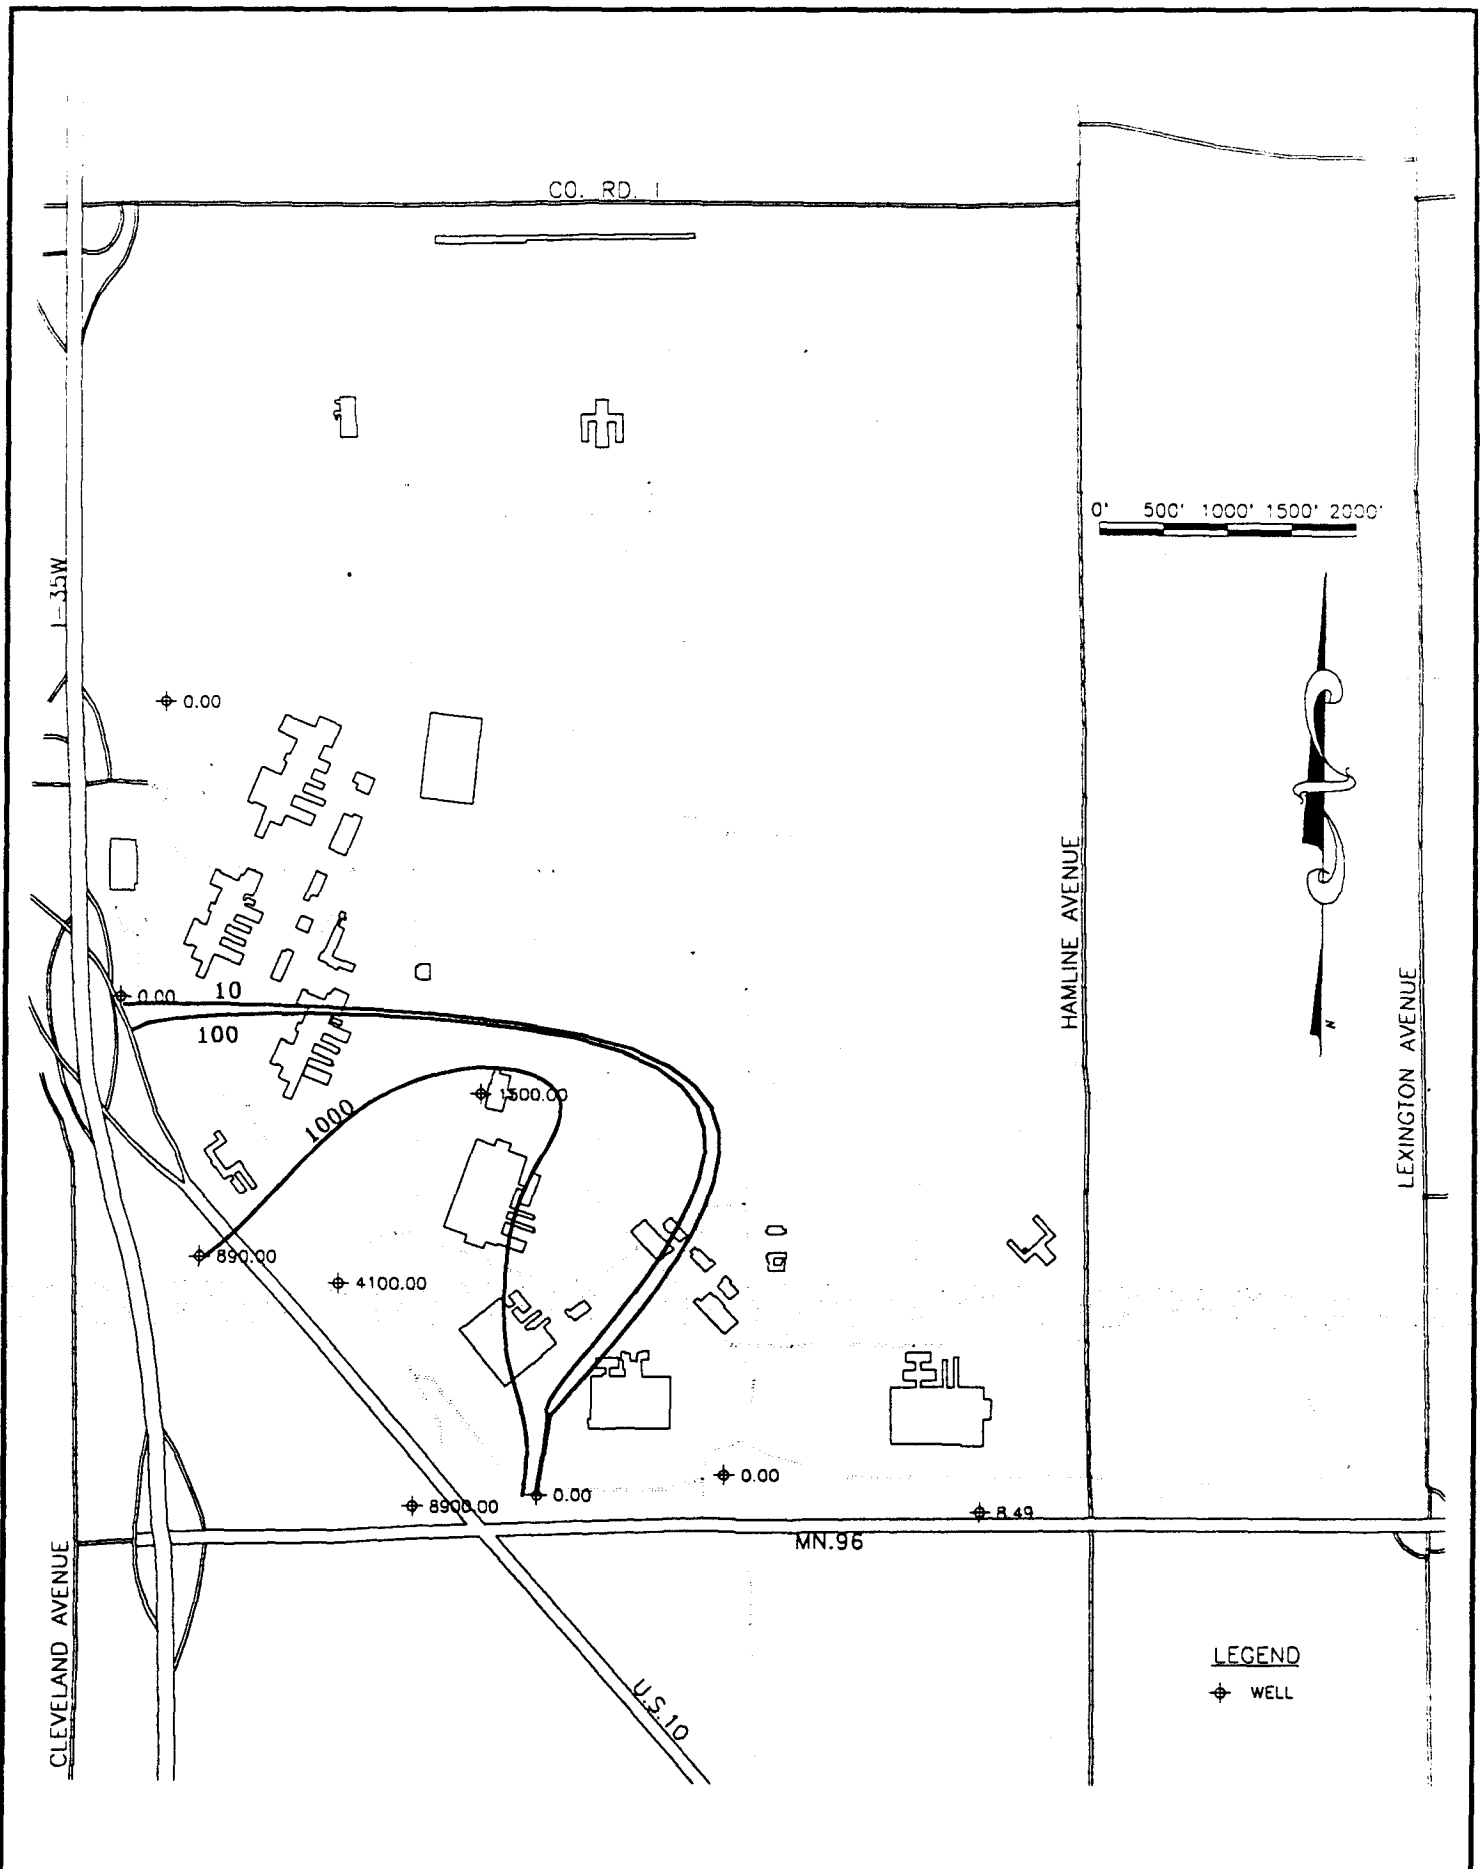 CO. RD. I
0' 500' 1000' 1500' 2000'
I-35W
0.00
HAMLINE AVENUE
LEXINGTON AVENUE
N
0.00
10
100
1000
1500.00
890.00
4100.00
0.00
8900.00
0.00
8.49
MN.96
CLEVELAND AVENUE
U.S.10
LEGEND
WELL